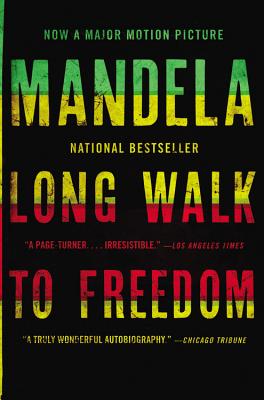 NOW A MAJOR MOTION PICTURE
MANDELA
NATIONAL BESTSELLER
LONG WALK
"A PAGE-TURNER. . . . IRRESISTIBLE." —LOS ANGELES TIMES
TO FREEDOM
"A TRULY WONDERFUL AUTOBIOGRAPHY." —CHICAGO TRIBUNE